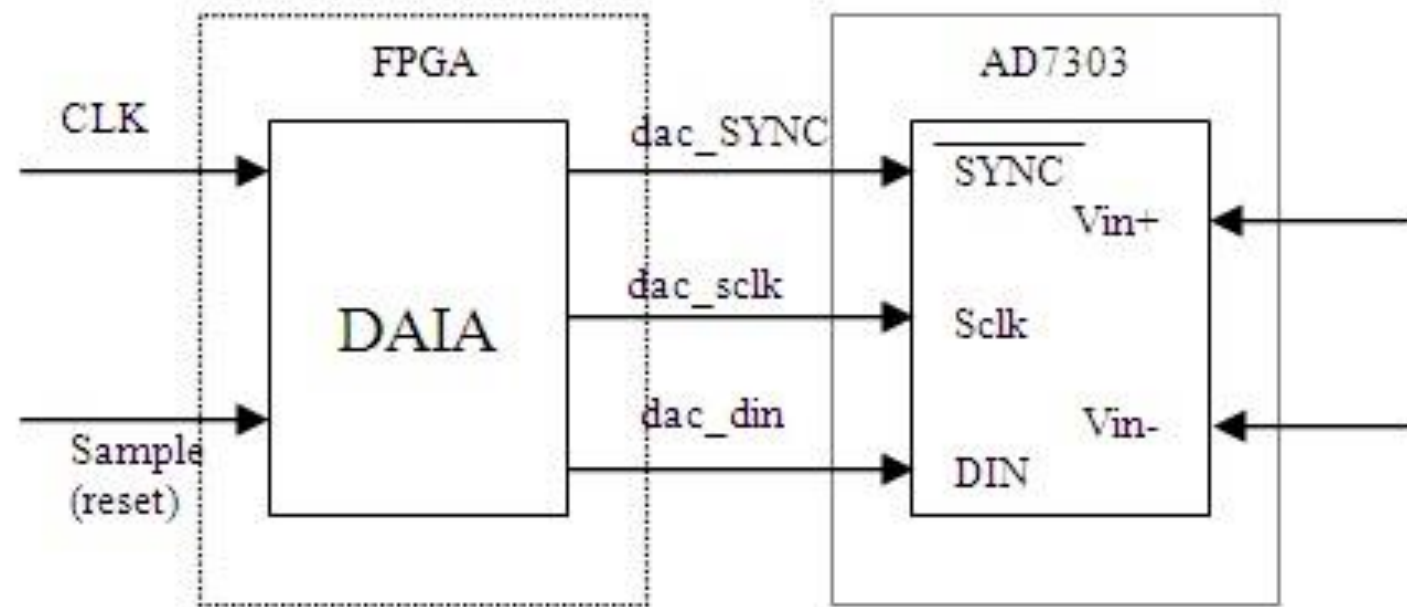 FPGA
AD7303
CLK
dac_SYNC
SYNC
Vin+
dac_sclk
DAIA
Sclk
dac_din
Vin-
Sample
(reset)
DIN